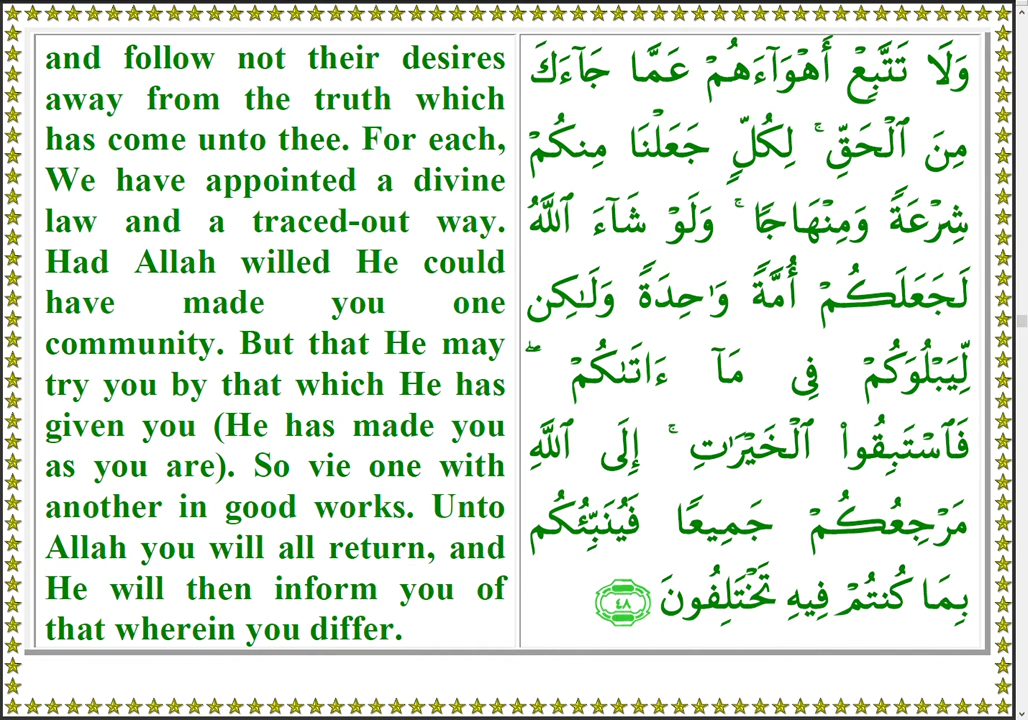 and follow not their desires
away from the truth which
has come unto thee. For each,
We have appointed a divine
law and a traced-out way.
Had Allah willed He could
have made you one
community. But that He may
try you by that which He has
given you (He has made you
as you are). So vie one with
another in good works. Unto
Allah you will all return, and
He will then inform you of
that wherein you differ.
وَلَا تَتَّبِعْ أَهْوَآءَهُمْ عَمَّا جَآءَكَ
مِنَ ٱلْحَقِّ ۚ لِكُلٍّ جَعَلْنَا مِنكُمْ
شِرْعَةً وَمِنْهَاجًا ۚ وَلَوْ شَآءَ ٱللَّهُ
لَجَعَلَكُمْ أُمَّةً وَٰحِدَةً وَلَٰكِن
لِّيَبْلُوَكُمْ فِى مَآ ءَاتَىٰكُمْ ۖ
فَٱسْتَبِقُوا۟ ٱلْخَيْرَٰتِ ۚ إِلَى ٱللَّهِ
مَرْجِعُكُمْ جَمِيعًا فَيُنَبِّئُكُم
بِمَا كُنتُمْ فِيهِ تَخْتَلِفُونَ ٤٨